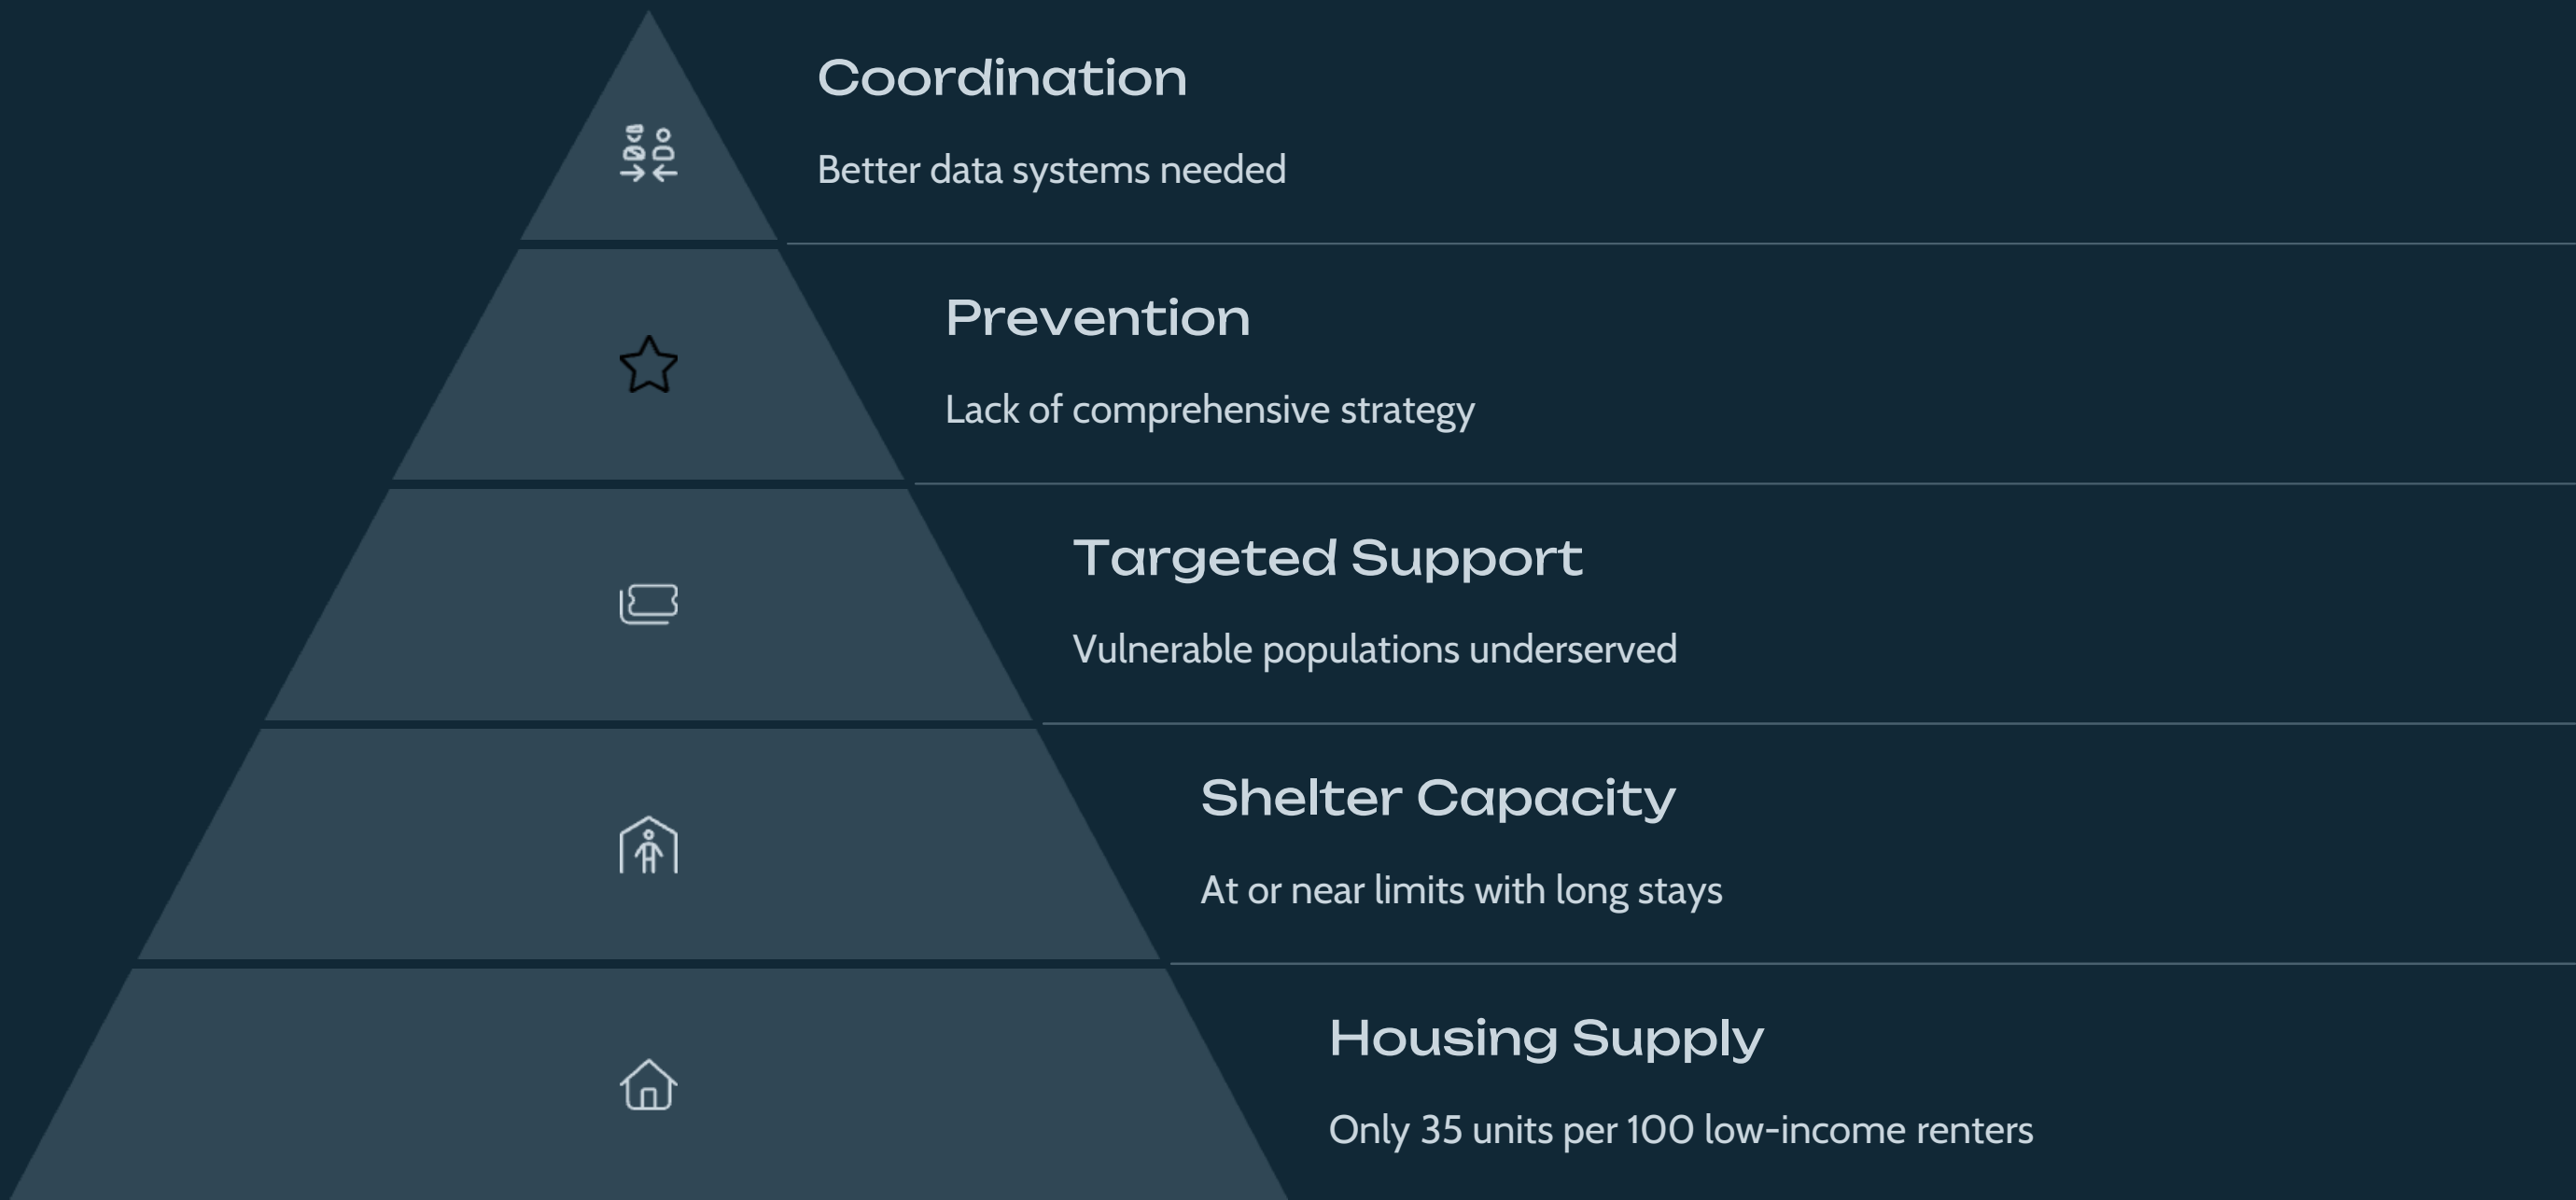 Coordination
Better data systems needed
Prevention
Lack of comprehensive strategy
Targeted Support
Vulnerable populations underserved
Shelter Capacity
At or near limits with long stays
Housing Supply
Only 35 units per 100 low-income renters